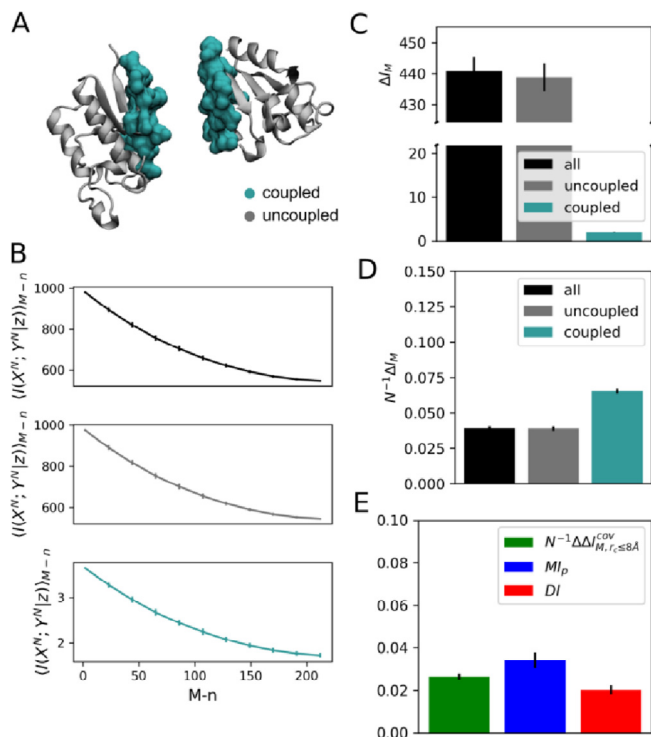 A
coupled
uncoupled
B
⟨I(X^N; Y^N|z)⟩_{M−n}
1000
800
600
⟨I(X^N; Y^N|z)⟩_{M−n}
1000
800
600
⟨I(X^N; Y^N|z)⟩_{M−n}
3
2
0 50 100 150 200
M-n
C
ΔI_M
450
440
430
20
10
0
all
uncoupled
coupled
D
N^{-1}ΔI_M
0.150
0.125
0.100
0.075
0.050
0.025
0.000
all
uncoupled
coupled
E
0.10
0.08
0.06
0.04
0.02
0.00
N^{-1}ΔΔI^{cov}_{M,r_c≤8Å}
MI_p
DI